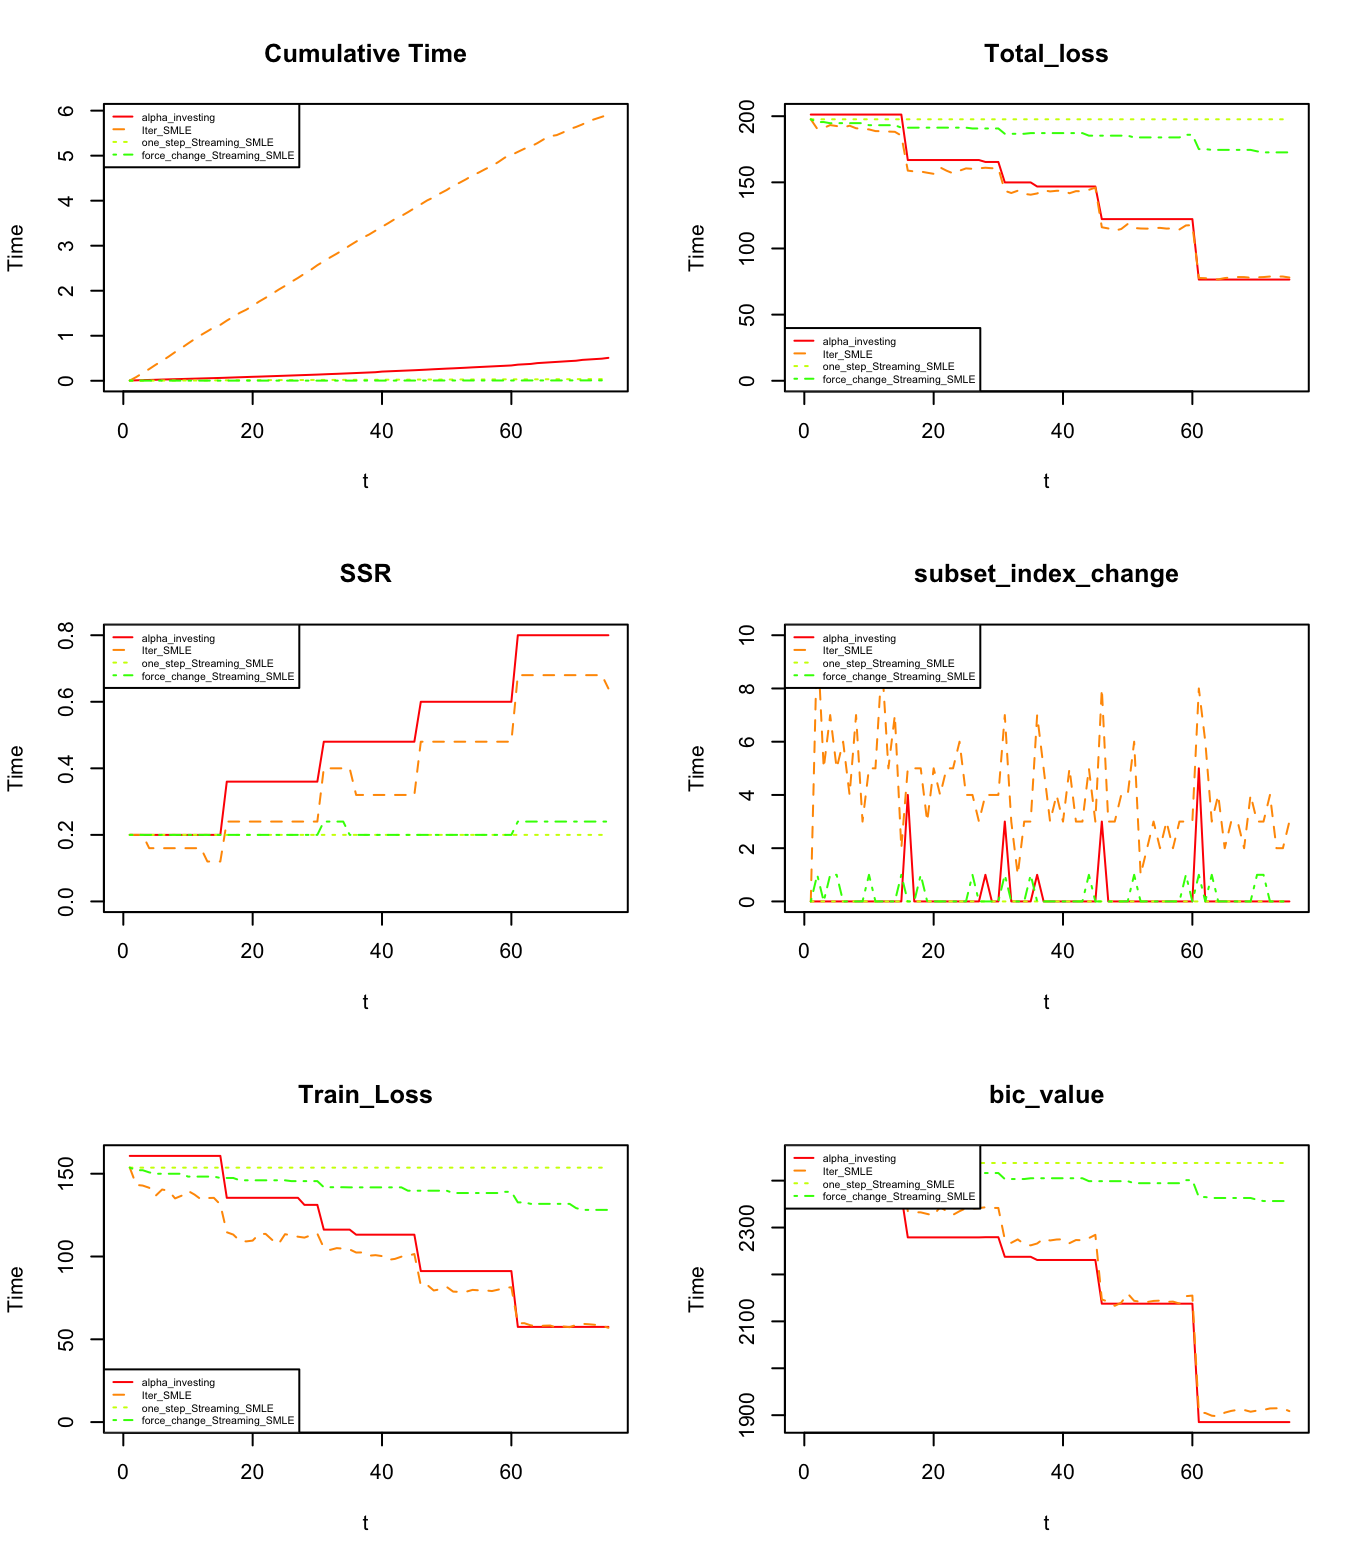 Cumulative Time
Time
6
5
4
3
2
1
0
alpha_investing
Iter_SMLE
one_step_Streaming_SMLE
force_change_Streaming_SMLE
0 20 40 60
t
Total_loss
Time
200
150
100
50
0
alpha_investing
Iter_SMLE
one_step_Streaming_SMLE
force_change_Streaming_SMLE
0 20 40 60
t
SSR
Time
0.8
0.6
0.4
0.2
0.0
alpha_investing
Iter_SMLE
one_step_Streaming_SMLE
force_change_Streaming_SMLE
0 20 40 60
t
subset_index_change
Time
10
8
6
4
2
0
alpha_investing
Iter_SMLE
one_step_Streaming_SMLE
force_change_Streaming_SMLE
0 20 40 60
t
Train_Loss
Time
150
100
50
0
alpha_investing
Iter_SMLE
one_step_Streaming_SMLE
force_change_Streaming_SMLE
0 20 40 60
t
bic_value
Time
2300
2100
1900
alpha_investing
Iter_SMLE
one_step_Streaming_SMLE
force_change_Streaming_SMLE
0 20 40 60
t